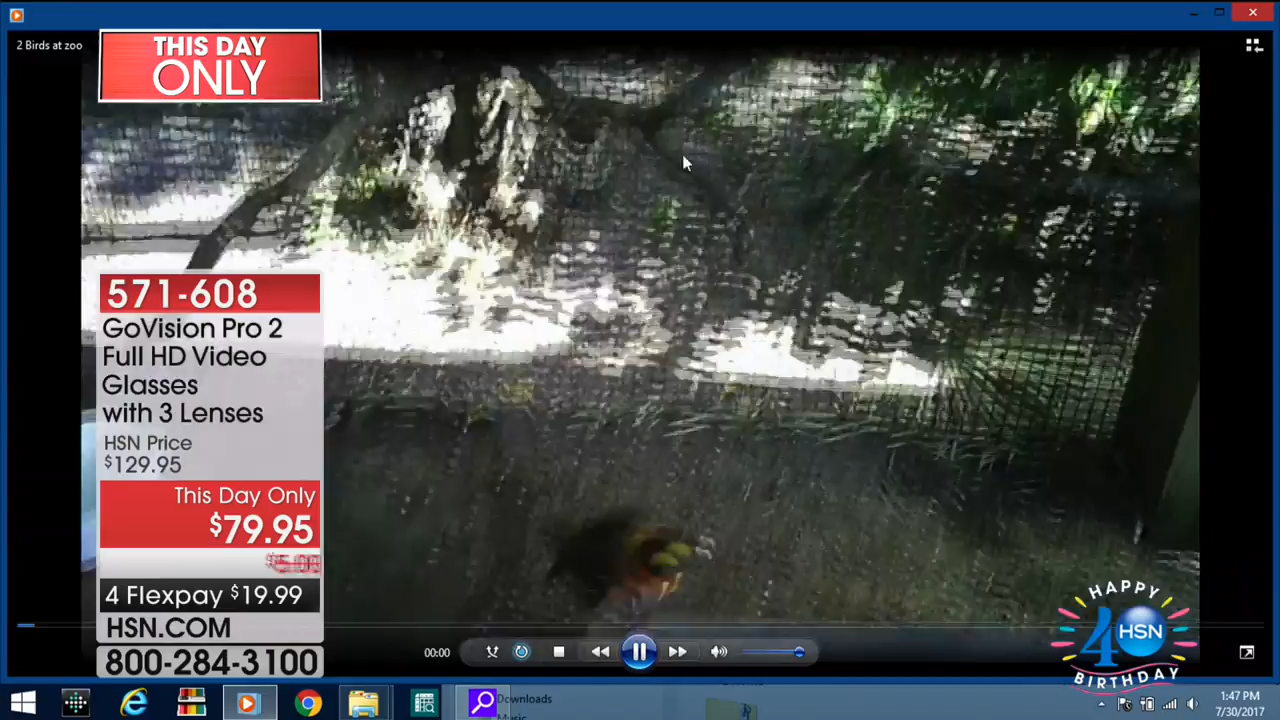 2 Birds at zoo
THIS DAY
ONLY
571-608
GoVision Pro 2
Full HD Video
Glasses
with 3 Lenses
HSN Price
$129.95
This Day Only
$79.95
4 Flexpay $19.99
HSN.COM
800-284-3100
00:00
HAPPY
40 HSN
BIRTHDAY
Downloads
Music
1:47 PM
7/30/2017